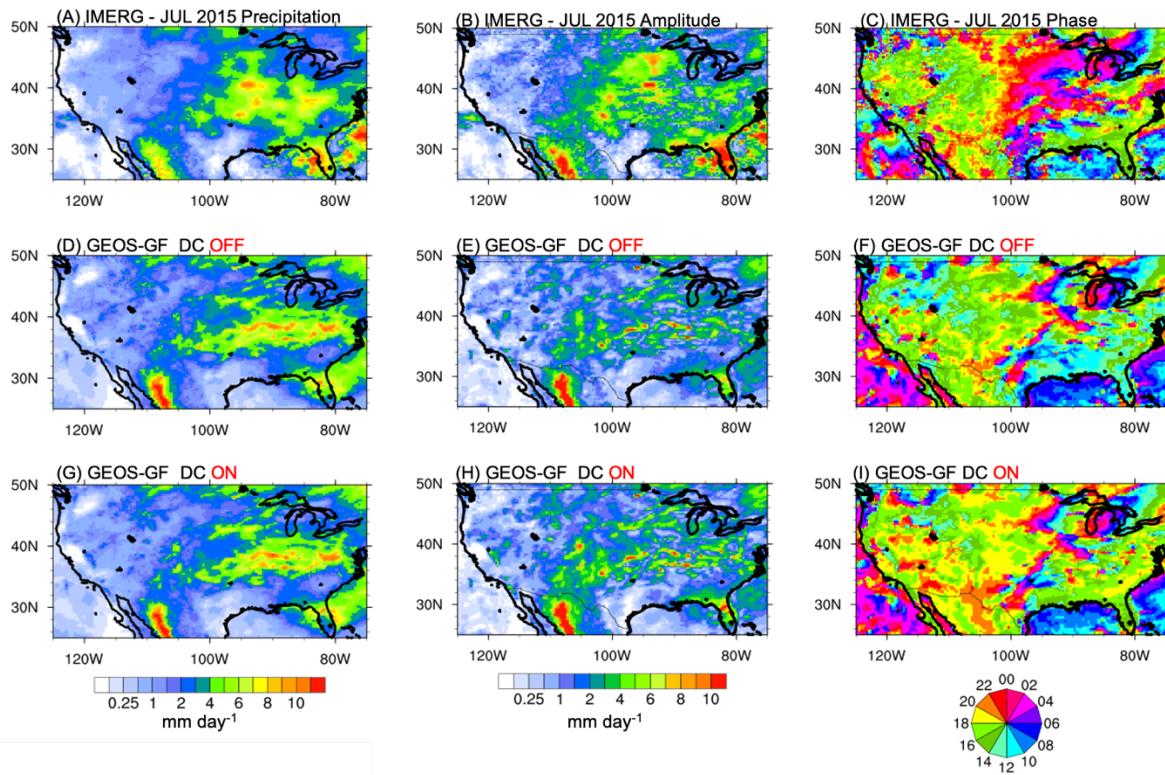 (A) IMERG - JUL 2015 Precipitation
(B) IMERG - JUL 2015 Amplitude
(C) IMERG - JUL 2015 Phase
50N
40N
30N
120W 100W 80W
50N
40N
30N
120W 100W 80W
50N
40N
30N
120W 100W 80W
(D) GEOS-GF DC OFF
(E) GEOS-GF DC OFF
(F) GEOS-GF DC OFF
50N
40N
30N
120W 100W 80W
50N
40N
30N
120W 100W 80W
50N
40N
30N
120W 100W 80W
(G) GEOS-GF DC ON
(H) GEOS-GF DC ON
(I) GEOS-GF DC ON
50N
40N
30N
120W 100W 80W
50N
40N
30N
120W 100W 80W
50N
40N
30N
120W 100W 80W
0.25 1 2 4 6 8 10
mm day-1
0.25 1 2 4 6 8 10
mm day-1
00
22 02
20 04
18 06
16 08
14 10
12